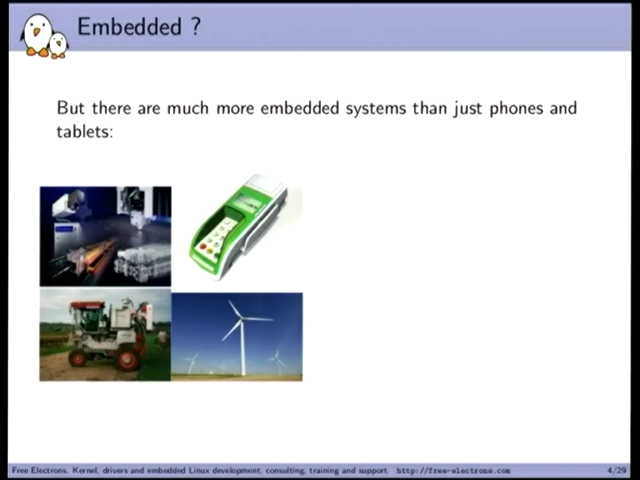 Embedded ?
But there are much more embedded systems than just phones and
tablets:
Free Electrons. Kernel, drivers and embedded Linux development, consulting, training and support. http://free-electrons.com
4/29